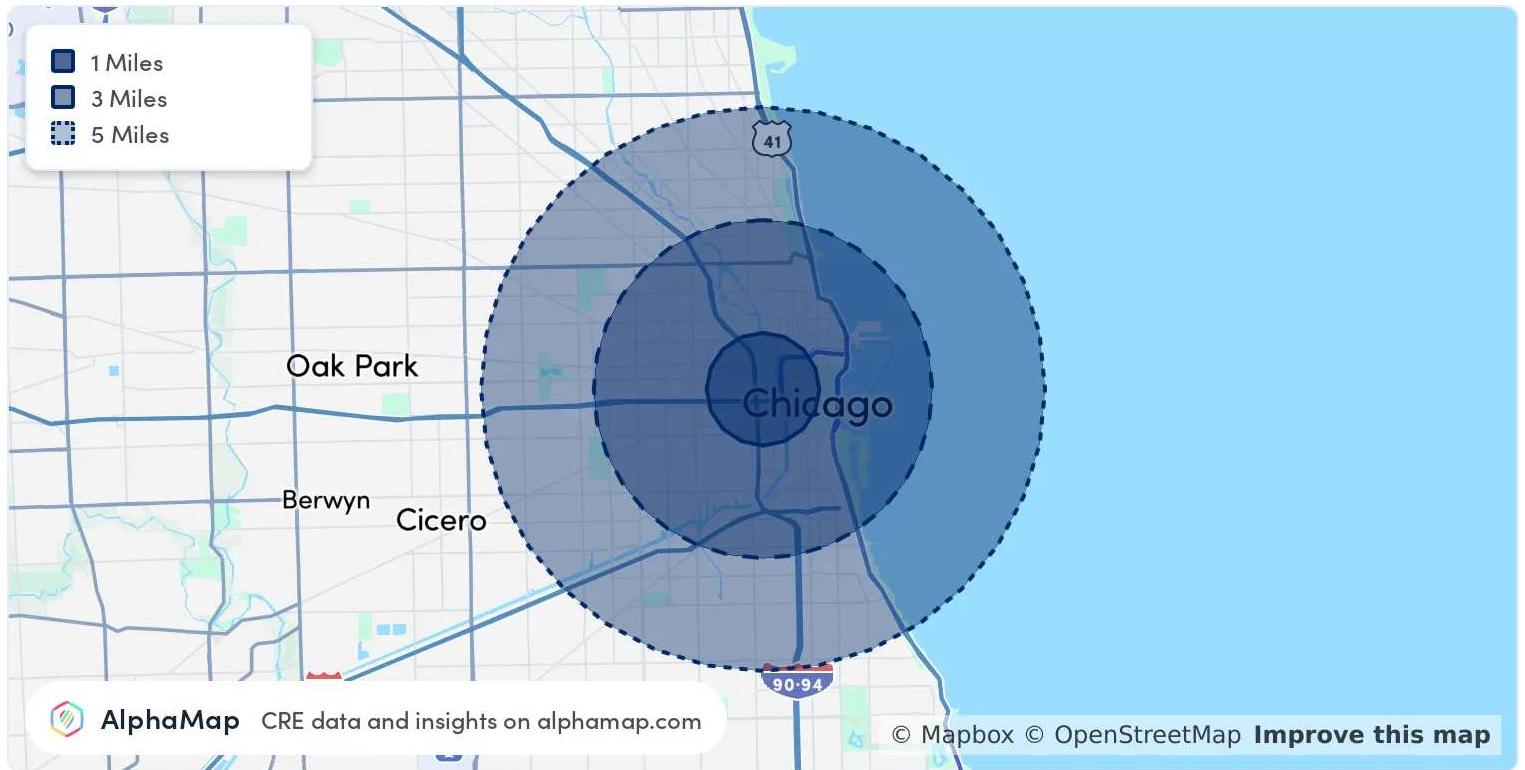 1 Miles
3 Miles
5 Miles
41
Oak Park
Chicago
Berwyn
Cicero
90·94
AlphaMap CRE data and insights on alphamap.com
© Mapbox © OpenStreetMap Improve this map